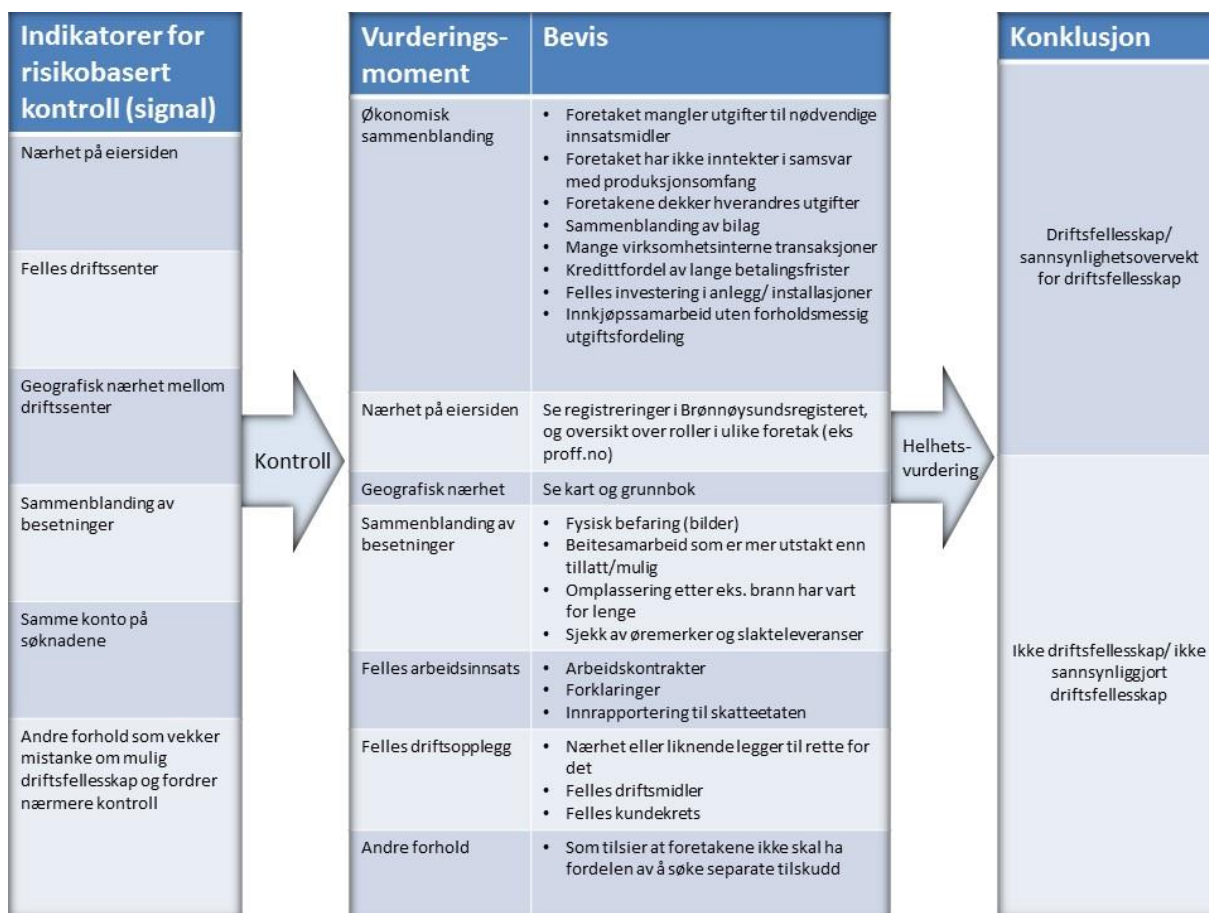 Indikatorer for
risikobasert
kontroll (signal)
Nærhet på eiersiden
Felles driftssenter
Geografisk nærhet mellom
driftssenter
Sammenblanding av
besetninger
Samme konto på
søknadene
Andre forhold som vekker
mistanke om mulig
driftsfellesskap og fordrer
nærmere kontroll
Kontroll
Vurderings-
moment
Bevis
Økonomisk
sammenblanding
• Foretaket mangler utgifter til nødvendige
innsatsmidler
• Foretaket har ikke inntekter i samsvar
med produksjonsomfang
• Foretakene dekker hverandres utgifter
• Sammenblanding av bilag
• Mange virksomhetsinterne transaksjoner
• Kredittfordel av lange betalingsfrister
• Felles investering i anlegg/ installasjoner
• Innkjøpssamarbeid uten forholdsmessig
utgiftsfordeling
Nærhet på eiersiden
Se registreringer i Brønnøysundsregisteret,
og oversikt over roller i ulike foretak (eks
proff.no)
Geografisk nærhet
Se kart og grunnbok
Sammenblanding av
besetninger
• Fysisk befaring (bilder)
• Beitesamarbeid som er mer utstakt enn
tillatt/mulig
• Omplassering etter eks. brann har vart
for lenge
• Sjekk av øremerker og slakteleveranser
Felles arbeidsinnsats
• Arbeidskontrakter
• Forklaringer
• Innrapportering til skatteetaten
Felles driftsopplegg
• Nærhet eller liknende legger til rette for
det
• Felles driftsmidler
• Felles kundekrets
Andre forhold
• Som tilsier at foretakene ikke skal ha
fordelen av å søke separate tilskudd
Helhets-
vurdering
Konklusjon
Driftsfellesskap/
sannsynlighetsovervekt
for driftsfellesskap
Ikke driftsfellesskap/ ikke
sannsynliggjort
driftsfellesskap